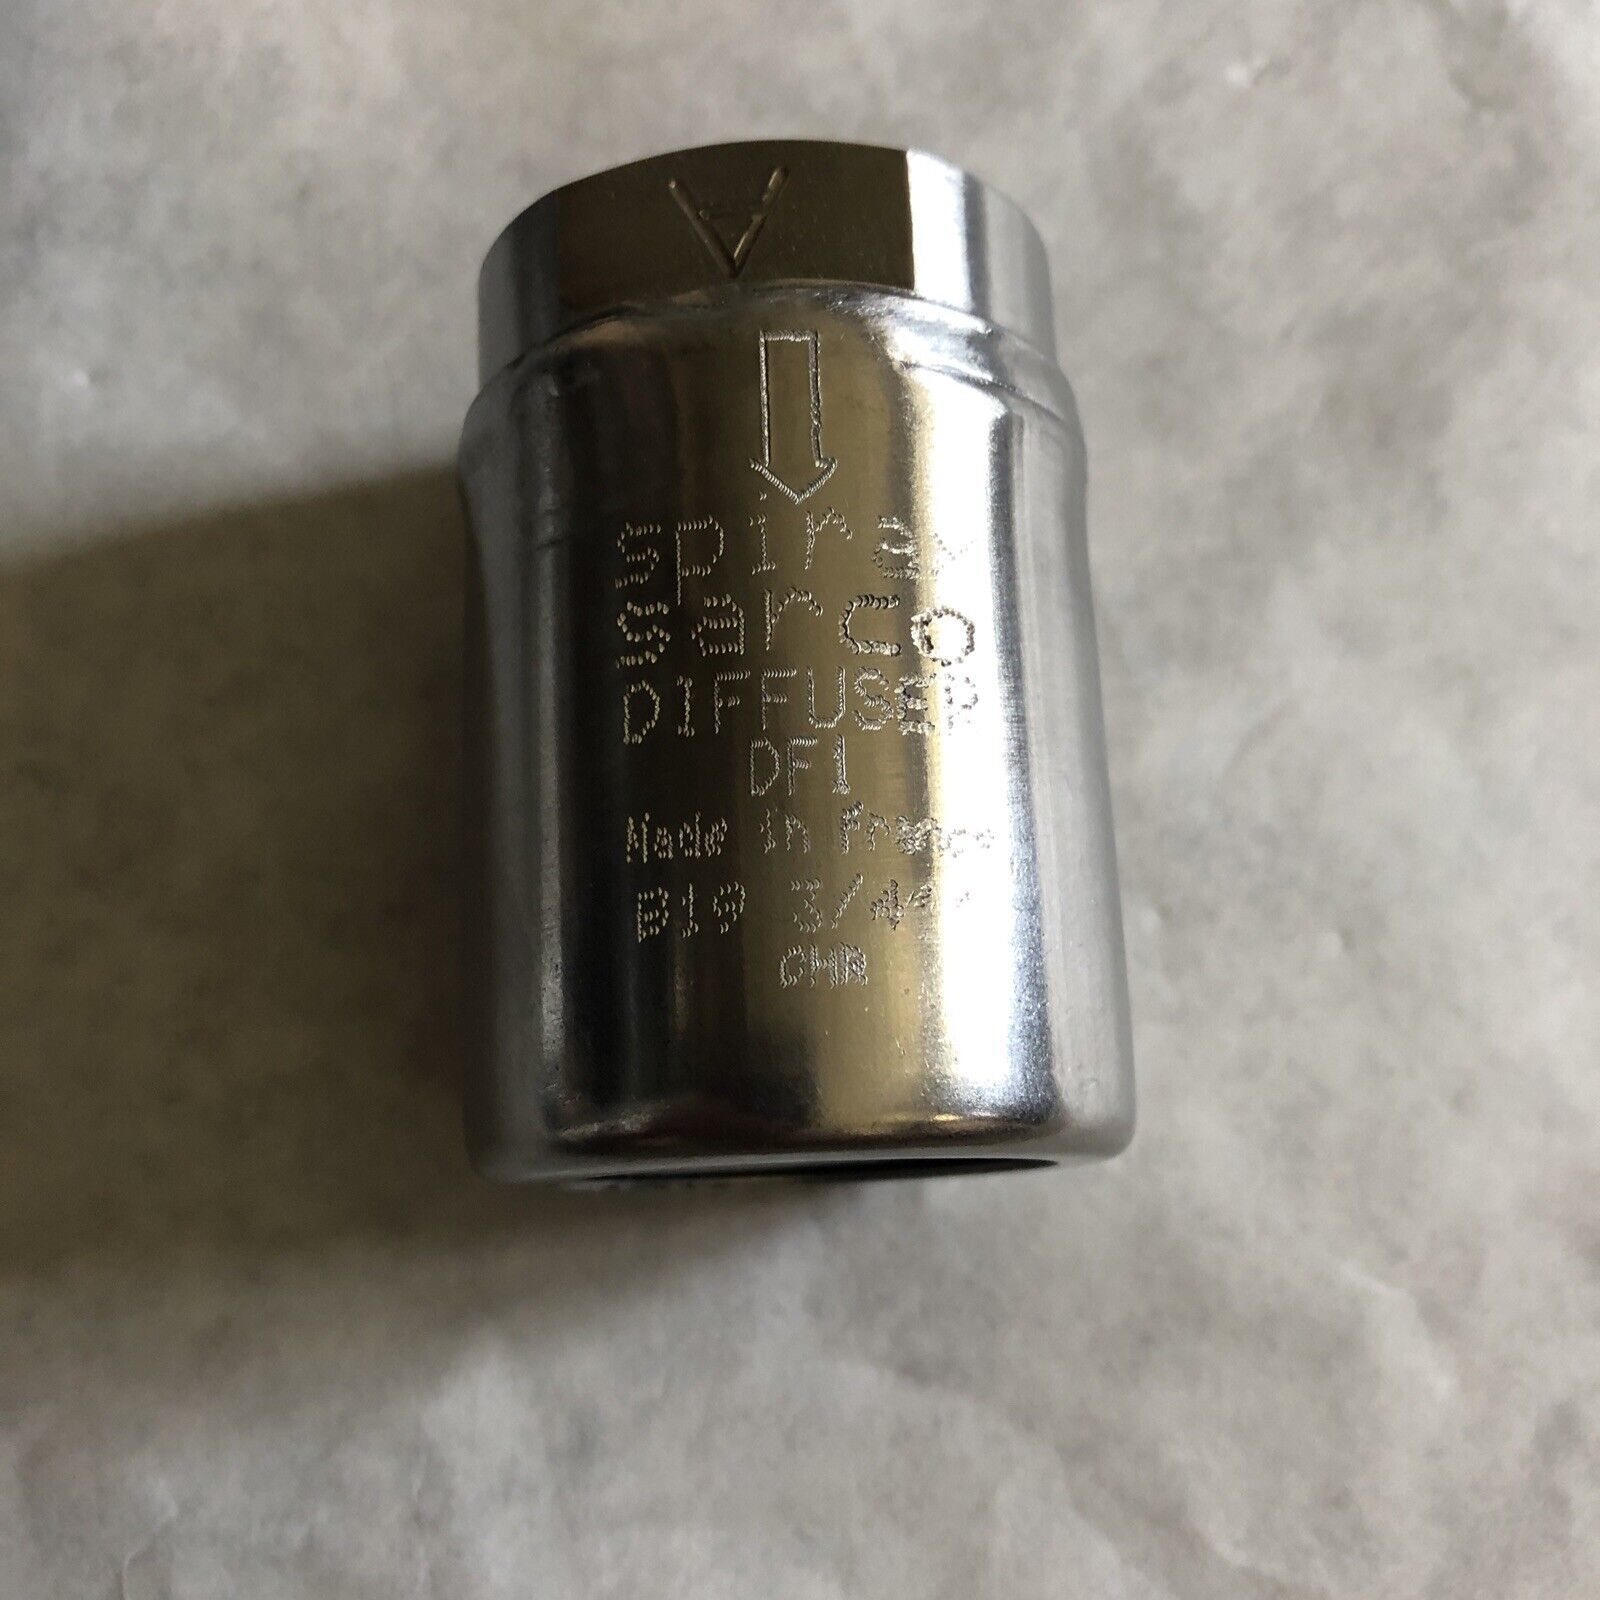 A
spirax
sarco
DIFFUSER
DF1
Made in France
B19 3/4"
CHR